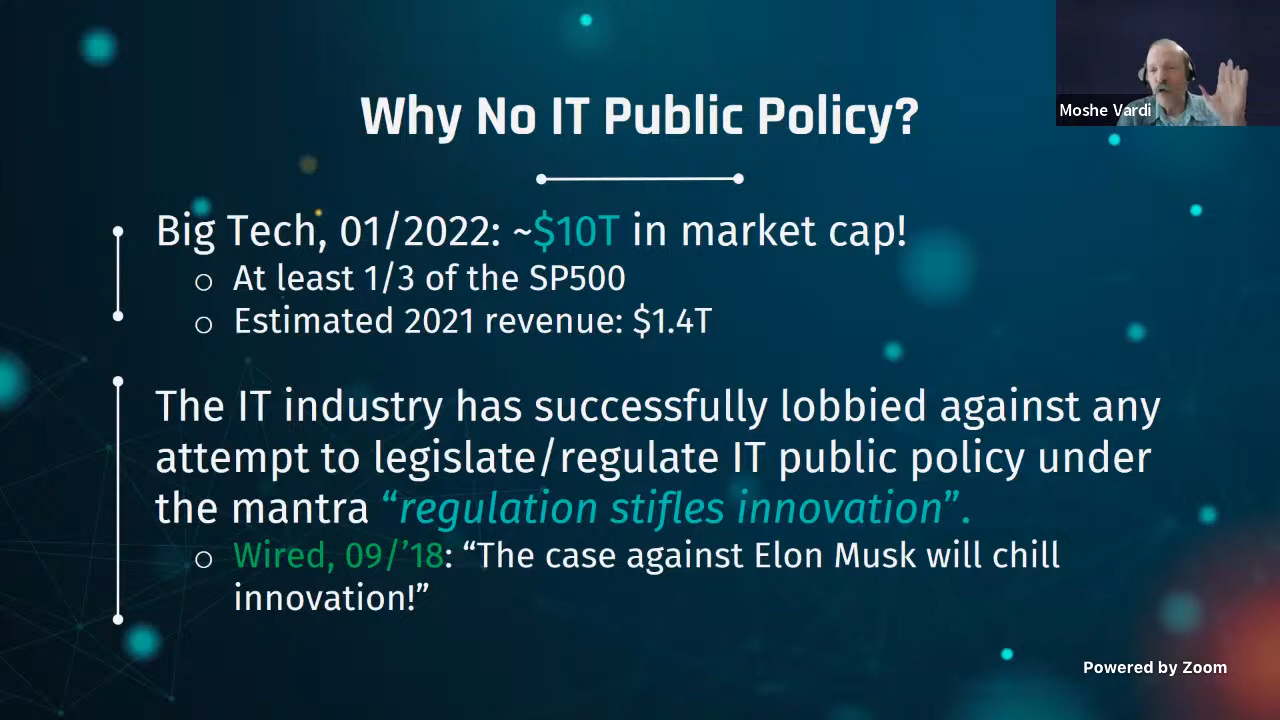 Moshe Vardi
Why No IT Public Policy?
Big Tech, 01/2022: ~$10T in market cap!
○ At least 1/3 of the SP500
○ Estimated 2021 revenue: $1.4T
The IT industry has successfully lobbied against any
attempt to legislate/regulate IT public policy under
the mantra “regulation stifles innovation”.
○ Wired, 09/’18: “The case against Elon Musk will chill
innovation!”
Powered by Zoom